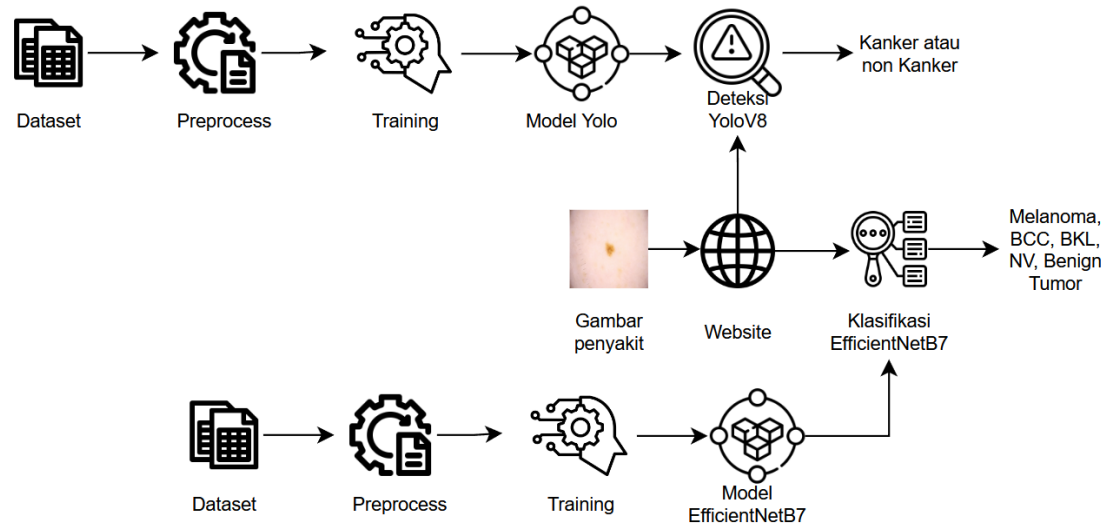 Dataset
Preprocess
Training
Model Yolo
Deteksi
YoloV8
Kanker atau
non Kanker
Gambar
penyakit
Website
Klasifikasi
EfficientNetB7
Melanoma,
BCC, BKL,
NV, Benign
Tumor
Dataset
Preprocess
Training
Model
EfficientNetB7